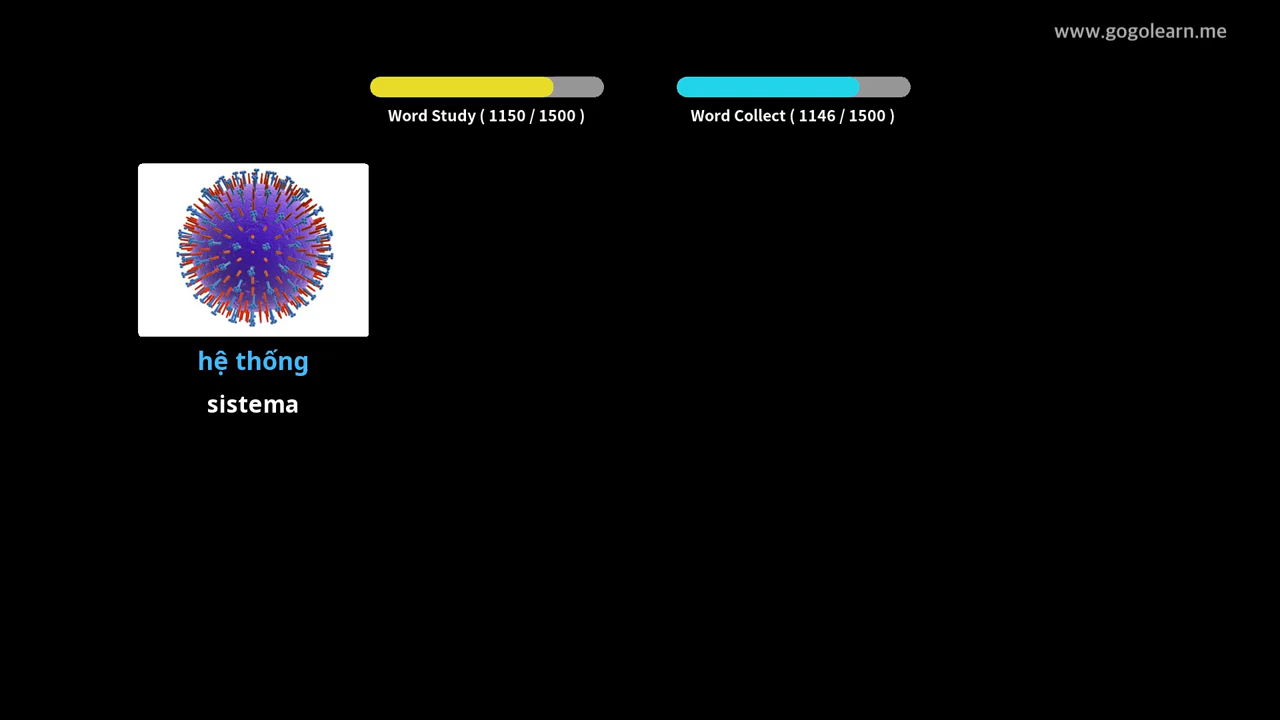 www.gogolearn.me
Word Study ( 1150 / 1500 )
Word Collect ( 1146 / 1500 )
hệ thống
sistema